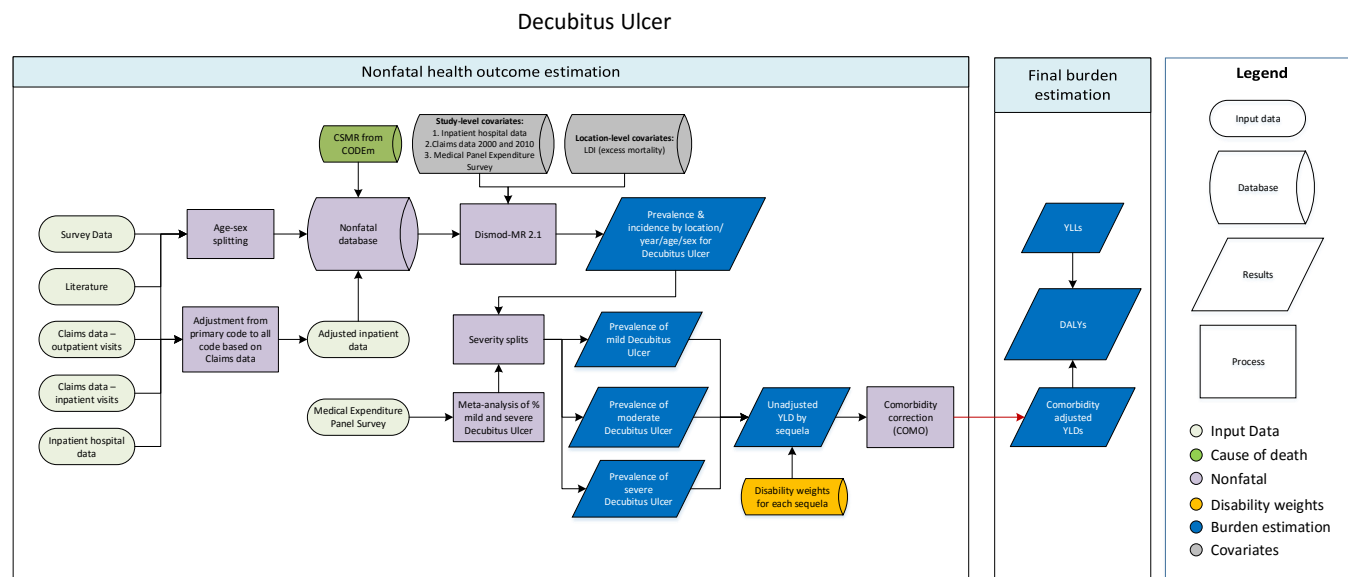 Decubitus Ulcer
Nonfatal health outcome estimation
Final burden
estimation
Legend
Input data
Database
Results
Process
Input Data
Cause of death
Nonfatal
Disability weights
Burden estimation
Covariates
CSMR from
CODEm
Study-level covariates:
1. Inpatient hospital data
2.Claims data 2000 and 2010
3. Medical Panel Expenditure
Survey
Location-level covariates:
LDI (excess mortality)
Survey Data
Literature
Claims data –
outpatient visits
Claims data –
inpatient visits
Inpatient hospital
data
Age-sex
splitting
Adjustment from
primary code to all
code based on
Claims data
Nonfatal
database
Adjusted inpatient
data
Dismod-MR 2.1
Prevalence &
incidence by location/
year/age/sex for
Decubitus Ulcer
Severity splits
Medical Expenditure
Panel Survey
Meta-analysis of %
mild and severe
Decubitus Ulcer
Prevalence of
mild Decubitus
Ulcer
Prevalence of
moderate Decubitus
Ulcer
Prevalence of
severe
Decubitus Ulcer
Unadjusted
YLD by
sequela
Disability weights
for each sequela
Comorbidity
correction
(COMO)
YLLs
DALYs
Comorbidity
adjusted
YLDs